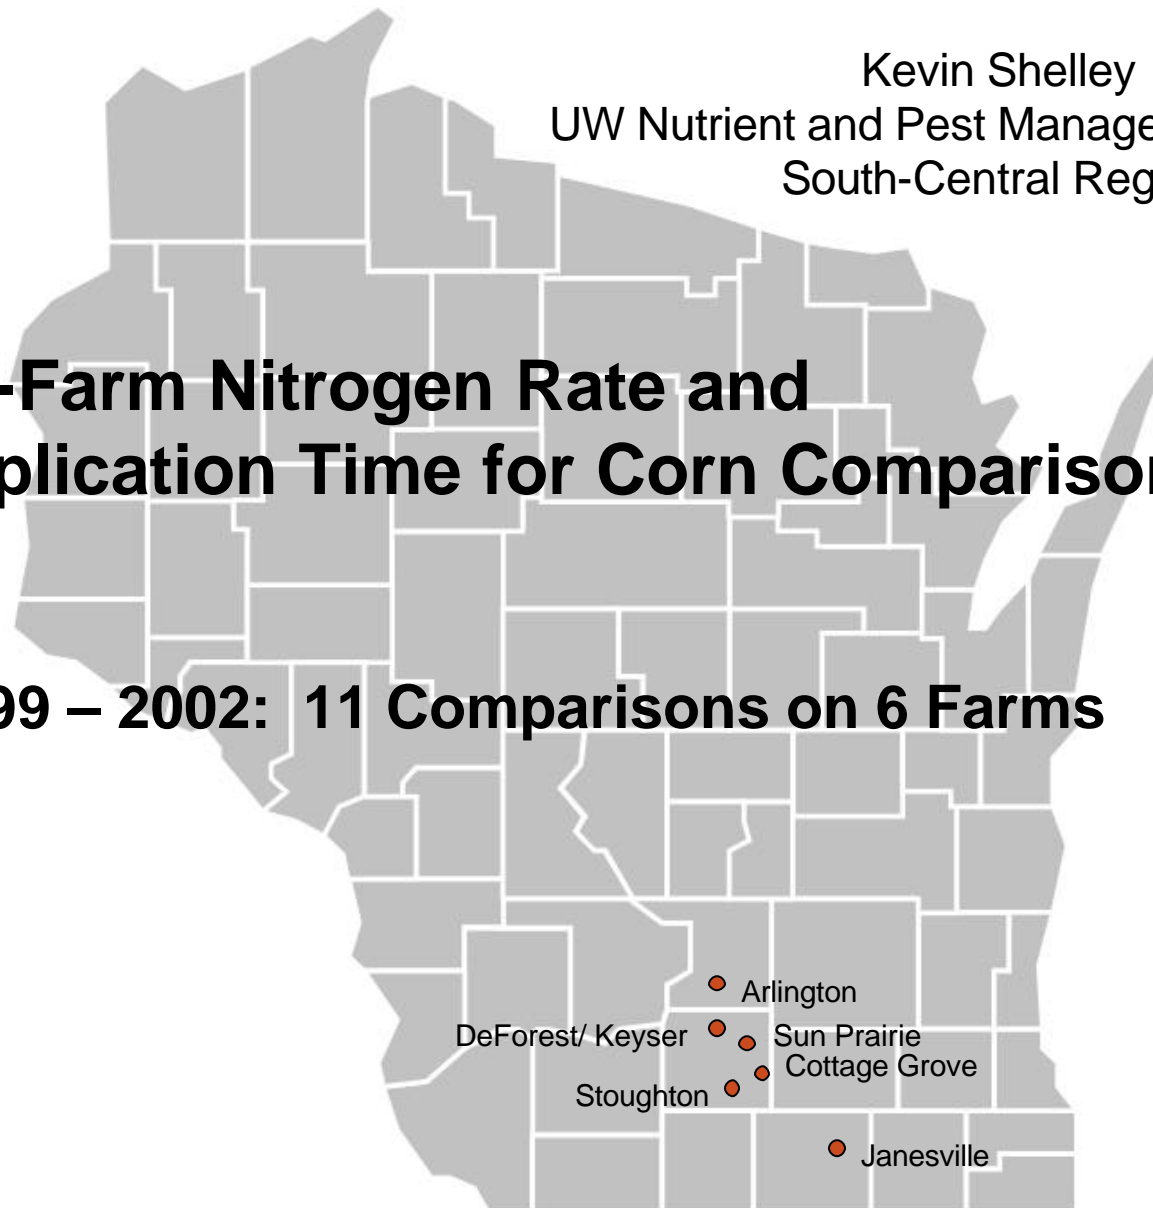 Kevin Shelley
UW Nutrient and Pest Manage
South-Central Reg
-Farm Nitrogen Rate and
plication Time for Corn Comparison
99 – 2002:  11 Comparisons on 6 Farms
Arlington
DeForest/ Keyser
Sun Prairie
Cottage Grove
Stoughton
Janesville